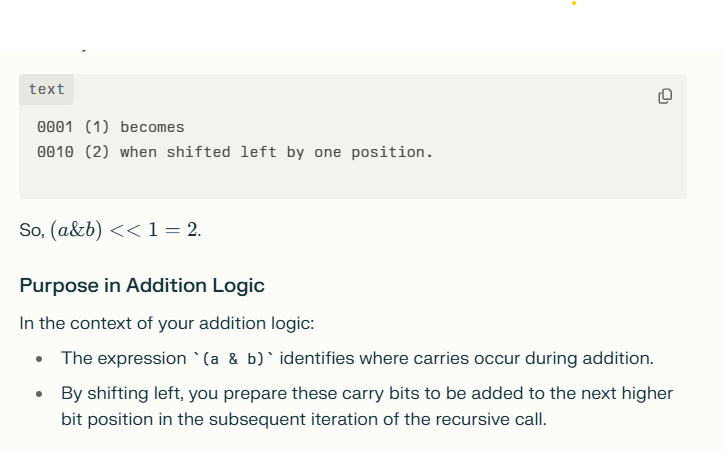 text
0001 (1) becomes
0010 (2) when shifted left by one position.
So, (a&b) << 1 = 2.
Purpose in Addition Logic
In the context of your addition logic:
• The expression `(a & b)` identifies where carries occur during addition.
• By shifting left, you prepare these carry bits to be added to the next higher
bit position in the subsequent iteration of the recursive call.